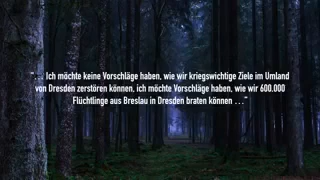 "... Ich möchte keine Vorschläge haben, wie wir kriegswichtige Ziele im Umland
von Dresden zerstören können, ich möchte Vorschläge haben, wie wir 600.000
Flüchtlinge aus Breslau in Dresden braten können ..."